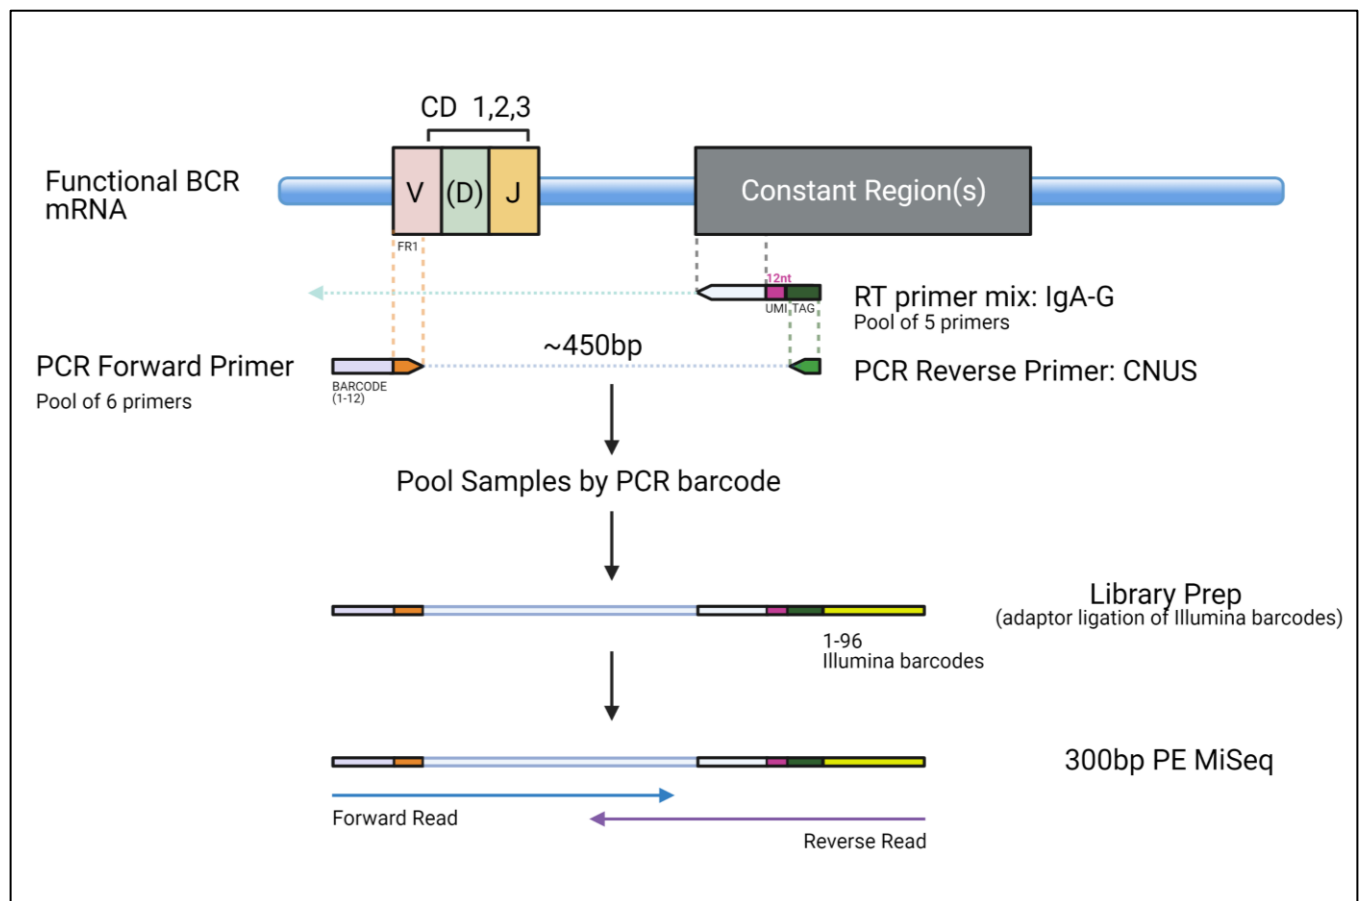 CD 1,2,3
Functional BCR
mRNA
V
(D)
J
Constant Region(s)
FR1
12nt
UMI
TAG
RT primer mix: IgA-G
Pool of 5 primers
PCR Forward Primer
Pool of 6 primers
BARCODE
(1-12)
~450bp
PCR Reverse Primer: CNUS
Pool Samples by PCR barcode
Library Prep
(adaptor ligation of Illumina barcodes)
1-96
Illumina barcodes
300bp PE MiSeq
Forward Read
Reverse Read